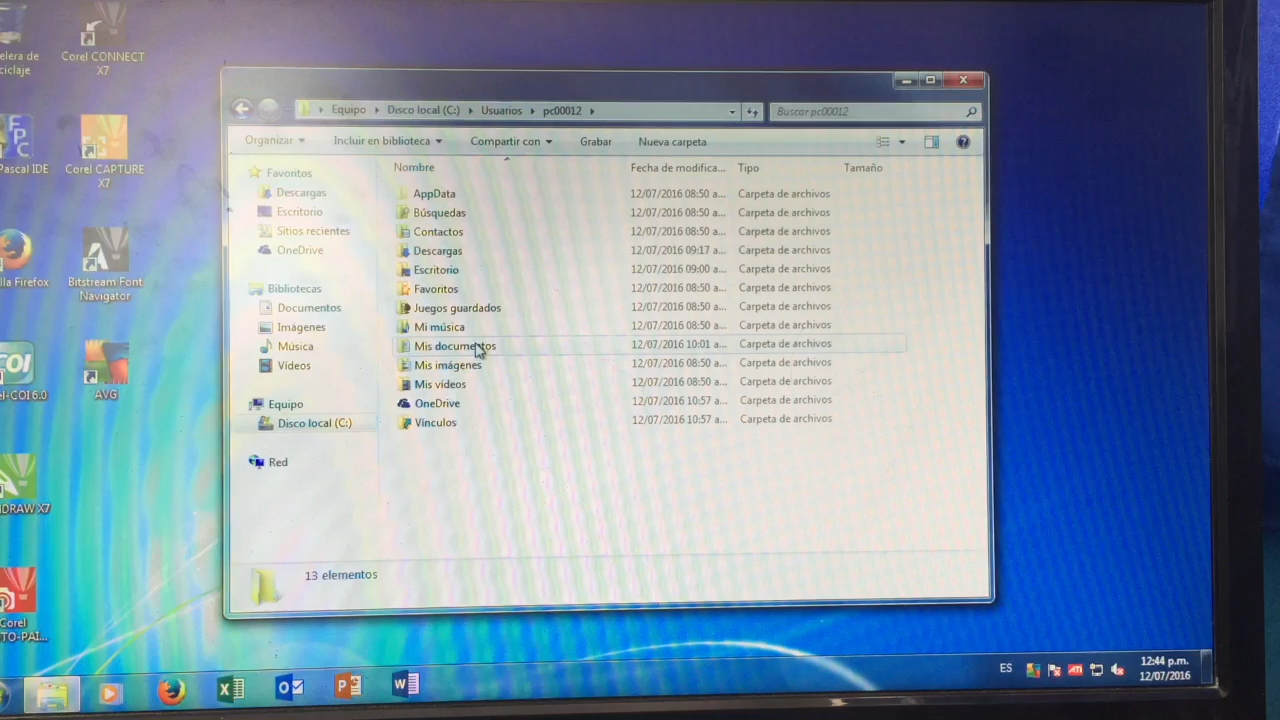 elera de
ciclaje
Corel CONNECT
X7
Pascal IDE
Corel CAPTURE
X7
lla Firefox
Bitstream Font
Navigator
COI
el-COI 6.0
AVG
DRAW X7
Corel
TO-PAI...
Equipo
Disco local (C:)
Usuarios
pc00012
Buscar pc00012
Organizar
Incluir en biblioteca
Compartir con
Grabar
Nueva carpeta
Favoritos
Descargas
Escritorio
Sitios recientes
OneDrive
Bibliotecas
Documentos
Imágenes
Música
Vídeos
Equipo
Disco local (C:)
Red
Nombre Fecha de modifica... Tipo Tamaño
AppData 12/07/2016 08:50 a... Carpeta de archivos
Búsquedas 12/07/2016 08:50 a... Carpeta de archivos
Contactos 12/07/2016 08:50 a... Carpeta de archivos
Descargas 12/07/2016 09:17 a... Carpeta de archivos
Escritorio 12/07/2016 09:00 a... Carpeta de archivos
Favoritos 12/07/2016 08:50 a... Carpeta de archivos
Juegos guardados 12/07/2016 08:50 a... Carpeta de archivos
Mi música 12/07/2016 08:50 a... Carpeta de archivos
Mis documentos 12/07/2016 10:01 a... Carpeta de archivos
Mis imágenes 12/07/2016 08:50 a... Carpeta de archivos
Mis vídeos 12/07/2016 08:50 a... Carpeta de archivos
OneDrive 12/07/2016 10:57 a... Carpeta de archivos
Vínculos 12/07/2016 10:57 a... Carpeta de archivos
13 elementos
ES
ATI
12:44 p.m.
12/07/2016